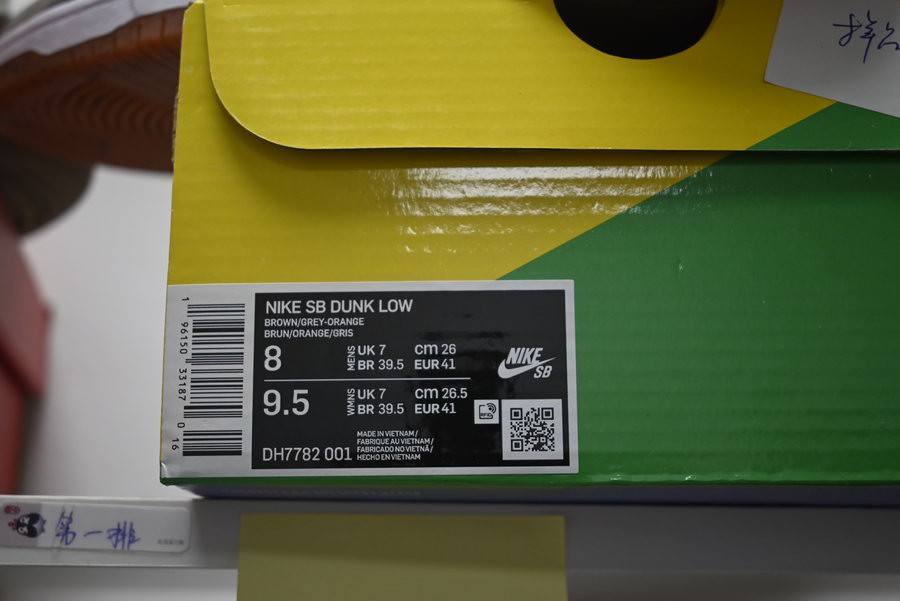 样品
NIKE SB DUNK LOW
BROWN/GREY-ORANGE
BRUN/ORANGE/GRIS
8 MENS UK 7 cm 26
BR 39.5 EUR 41
NIKE
SB
9.5 WMNS UK 7 cm 26.5
BR 39.5 EUR 41
MADE IN VIETNAM /
FABRIQUE AU VIETNAM /
FABRICADO NO VIETNÃ /
HECHO EN VIETNAM
DH7782 001
1 96150 33187 0 16
第一排